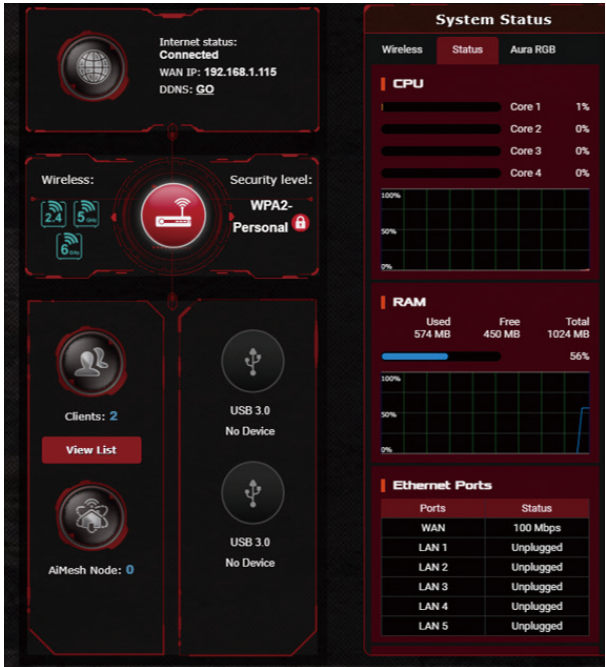 Internet status:
Connected
WAN IP: 192.168.1.115
DDNS: GO
Wireless:
2.4
5 GHz
6 GHz
Security level:
WPA2-
Personal
Clients: 2
View List
AiMesh Node: 0
USB 3.0
No Device
USB 3.0
No Device
System Status
Wireless Status Aura RGB
CPU
Core 1 1%
Core 2 0%
Core 3 0%
Core 4 0%
100%
50%
0%
RAM
Used Free Total
574 MB 450 MB 1024 MB
56%
100%
50%
0%
Ethernet Ports
Ports Status
WAN 100 Mbps
LAN 1 Unplugged
LAN 2 Unplugged
LAN 3 Unplugged
LAN 4 Unplugged
LAN 5 Unplugged